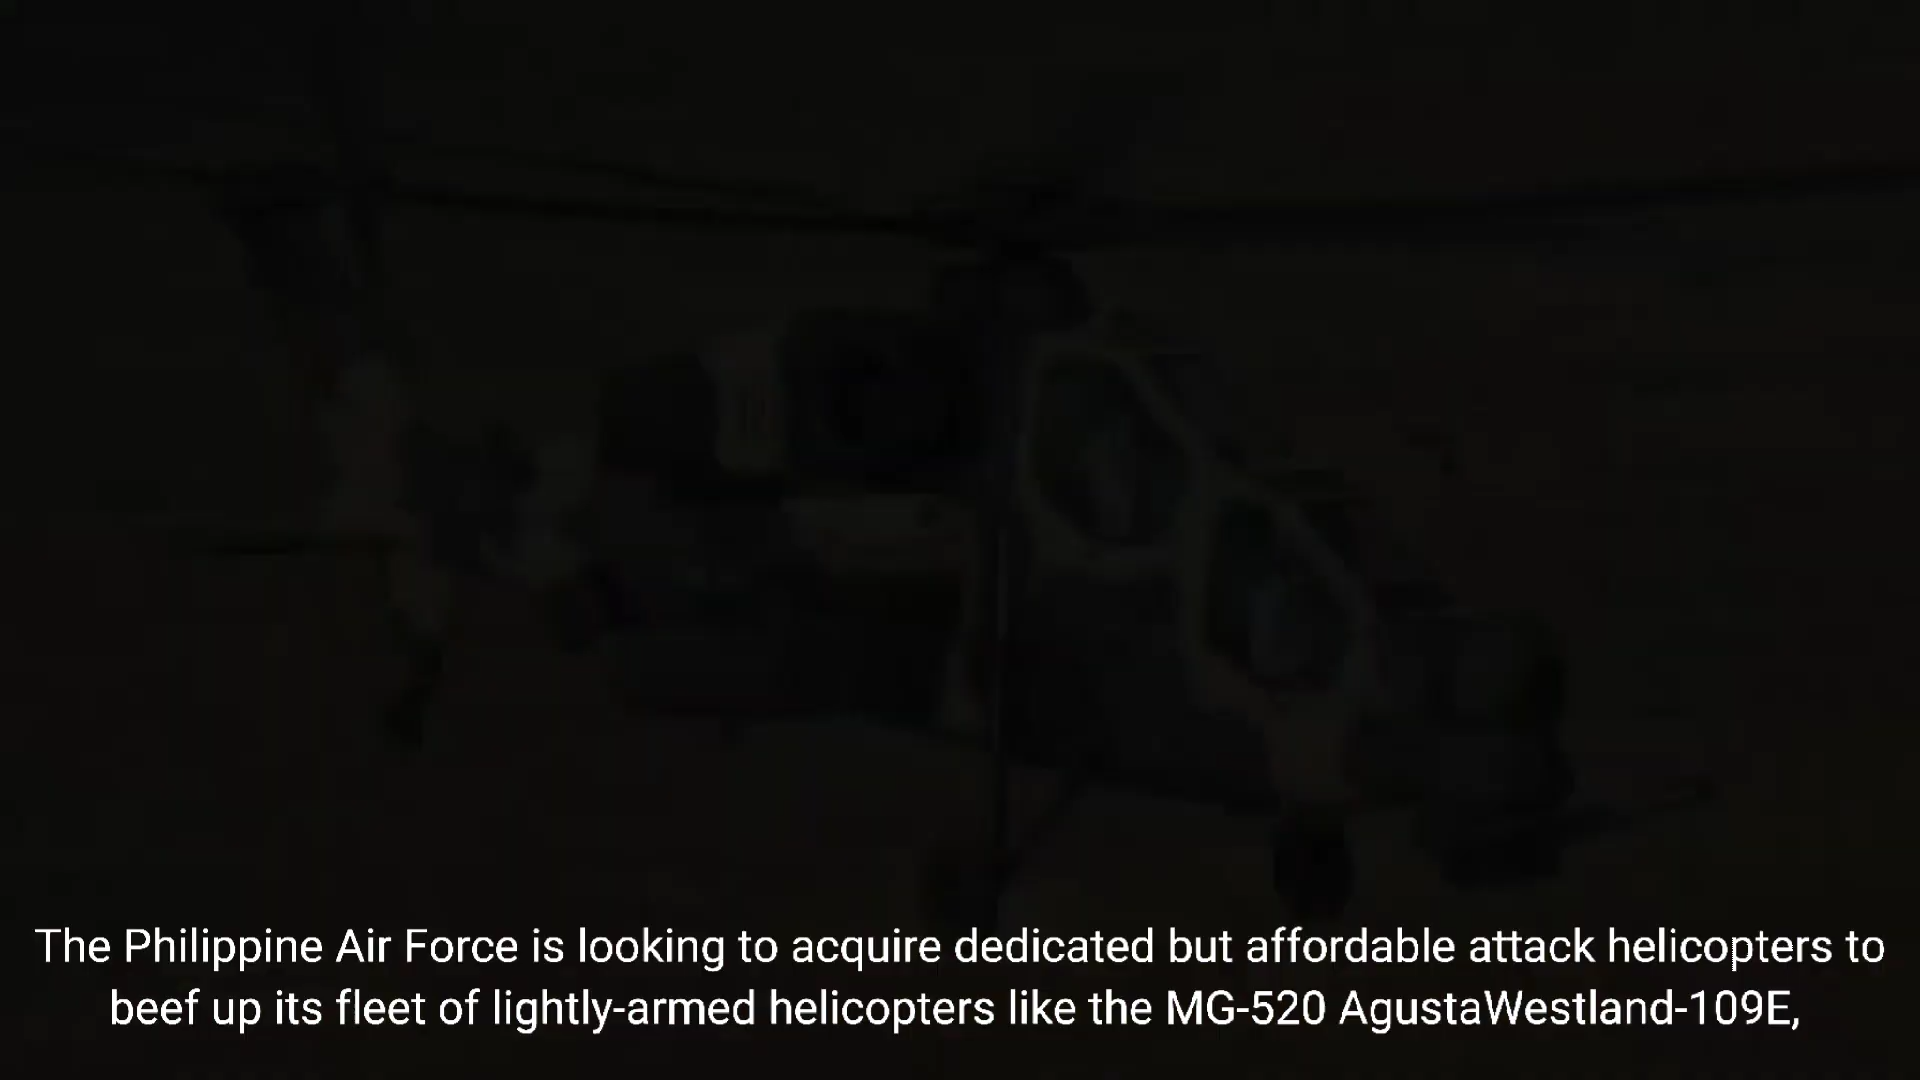 The Philippine Air Force is looking to acquire dedicated but affordable attack helicopters to
beef up its fleet of lightly-armed helicopters like the MG-520 AgustaWestland-109E,